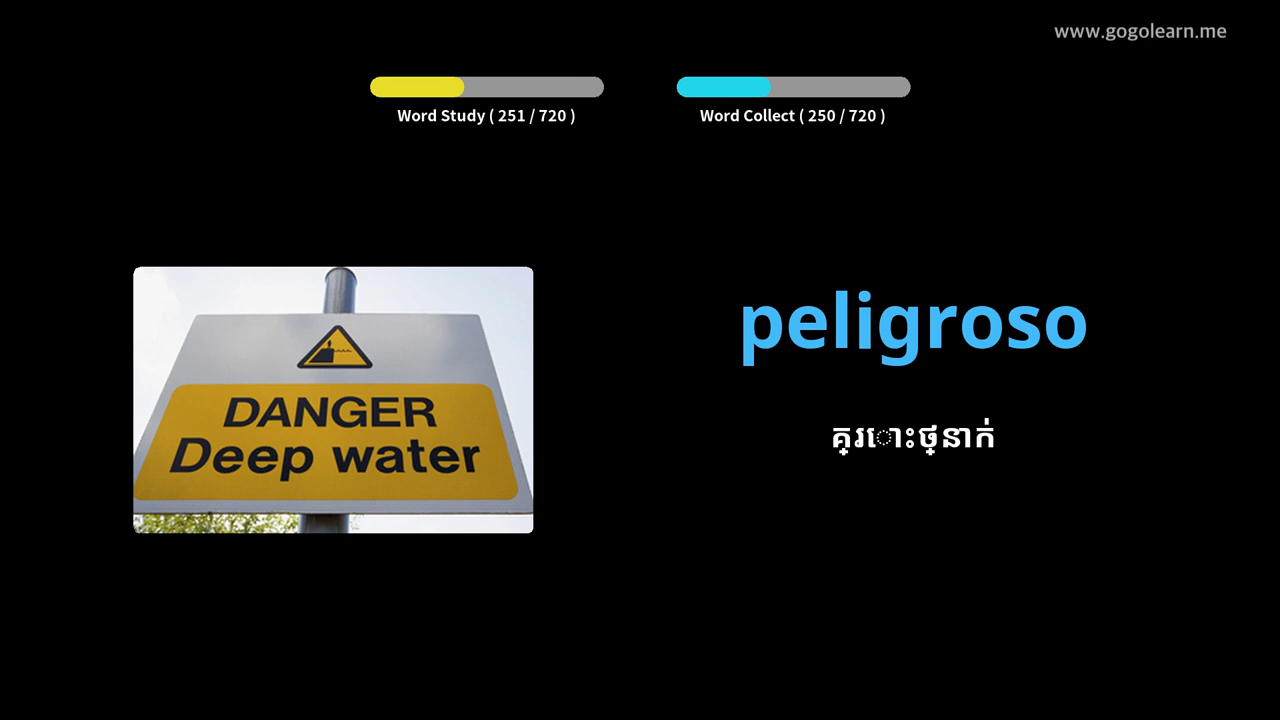 www.gogolearn.me
Word Study ( 251 / 720 )
Word Collect ( 250 / 720 )
DANGER
Deep water
peligroso
គ្រោះថ្នាក់